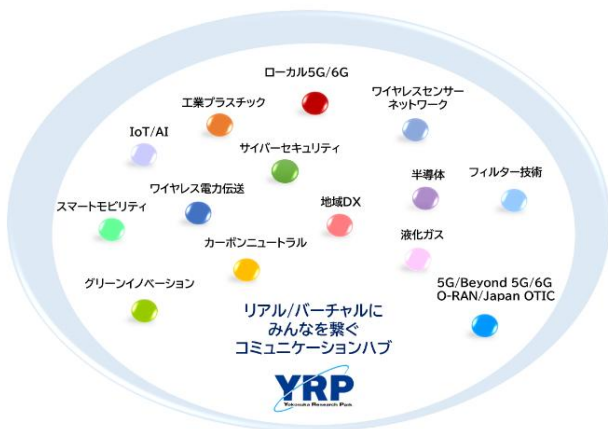 ローカル5G/6G
工業プラスチック
ワイヤレスセンサー
ネットワーク
IoT/AI
サイバーセキュリティ
半導体
フィルター技術
ワイヤレス電力伝送
スマートモビリティ
地域DX
液化ガス
カーボンニュートラル
グリーンイノベーション
5G/Beyond 5G/6G
O-RAN/Japan OTIC
リアル/バーチャルに
みんなを繋ぐ
コミュニケーションハブ
YRP
Yokosuka Research Park